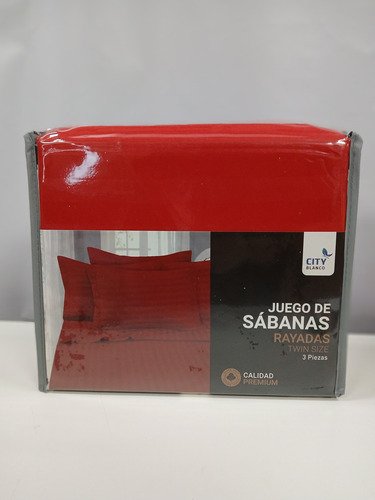 CITY
BLANCO
JUEGO DE
SÁBANAS
RAYADAS
TWIN SIZE
3 Piezas
CALIDAD
PREMIUM